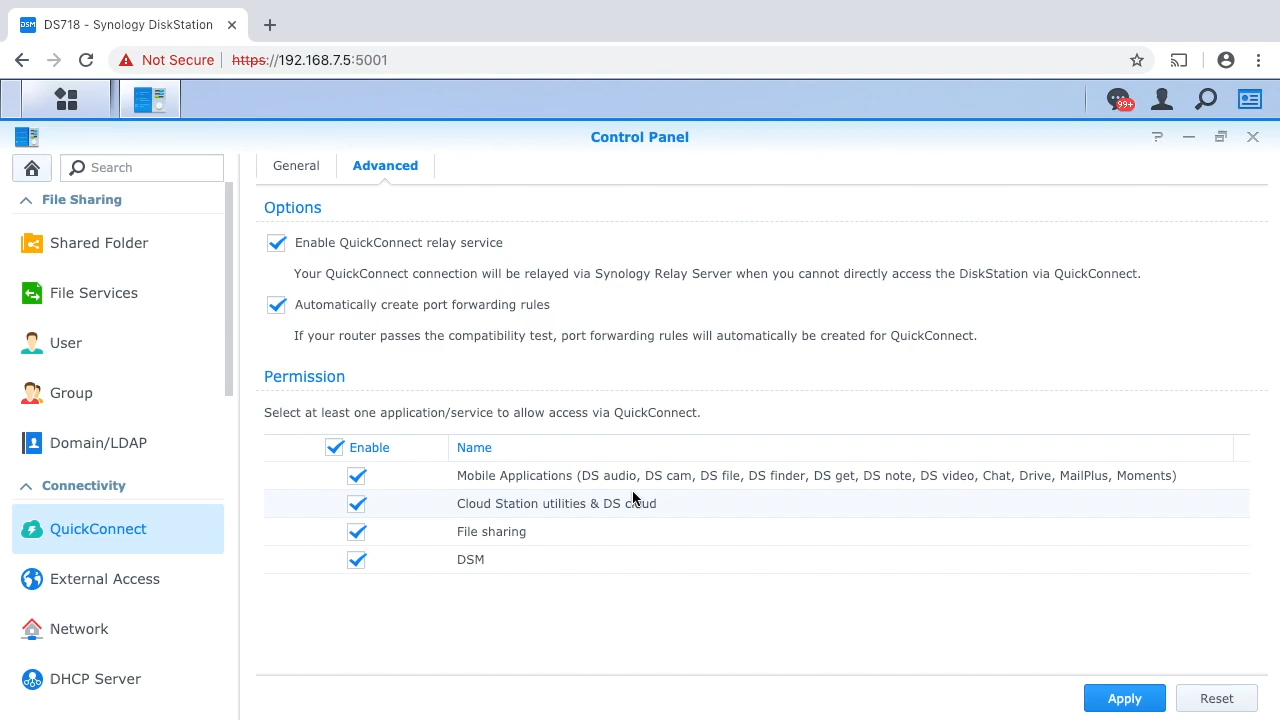 DSM DS718 - Synology DiskStation
Not Secure https://192.168.7.5:5001
99+
Control Panel
Search
General Advanced
File Sharing
Options
Shared Folder
Enable QuickConnect relay service
Your QuickConnect connection will be relayed via Synology Relay Server when you cannot directly access the DiskStation via QuickConnect.
File Services
Automatically create port forwarding rules
If your router passes the compatibility test, port forwarding rules will automatically be created for QuickConnect.
User
Permission
Group
Select at least one application/service to allow access via QuickConnect.
Domain/LDAP
Enable Name
Mobile Applications (DS audio, DS cam, DS file, DS finder, DS get, DS note, DS video, Chat, Drive, MailPlus, Moments)
Connectivity
Cloud Station utilities & DS cloud
QuickConnect
File sharing
DSM
External Access
Network
DHCP Server
Apply Reset